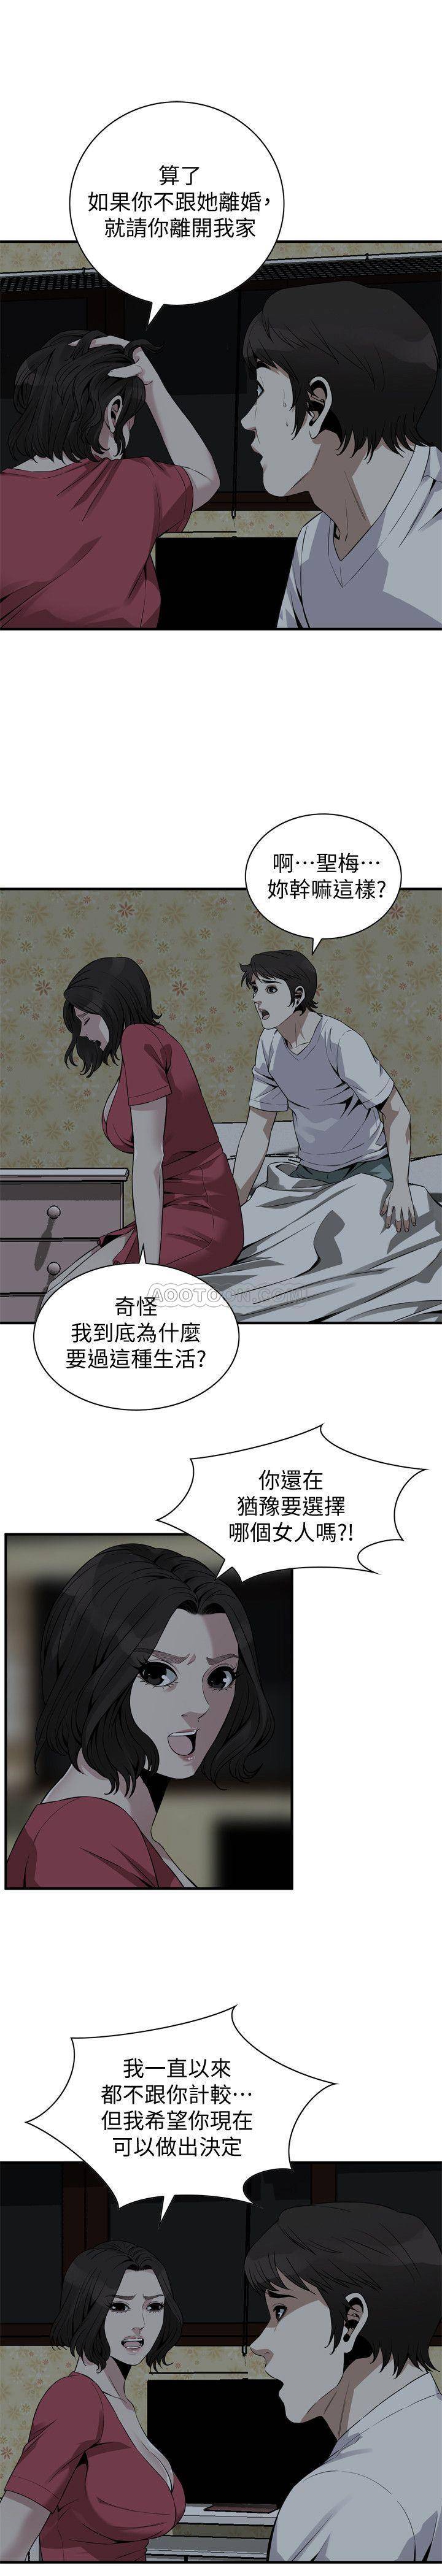 算了
如果你不跟她離婚，
就請你離開我家
啊…聖梅…
妳幹嘛這樣?
AOOTOON.COM
奇怪
我到底為什麼
要過這種生活?
你還在
猶豫要選擇
哪個女人嗎?!
我一直以來
都不跟你計較…
但我希望你現在
可以做出決定